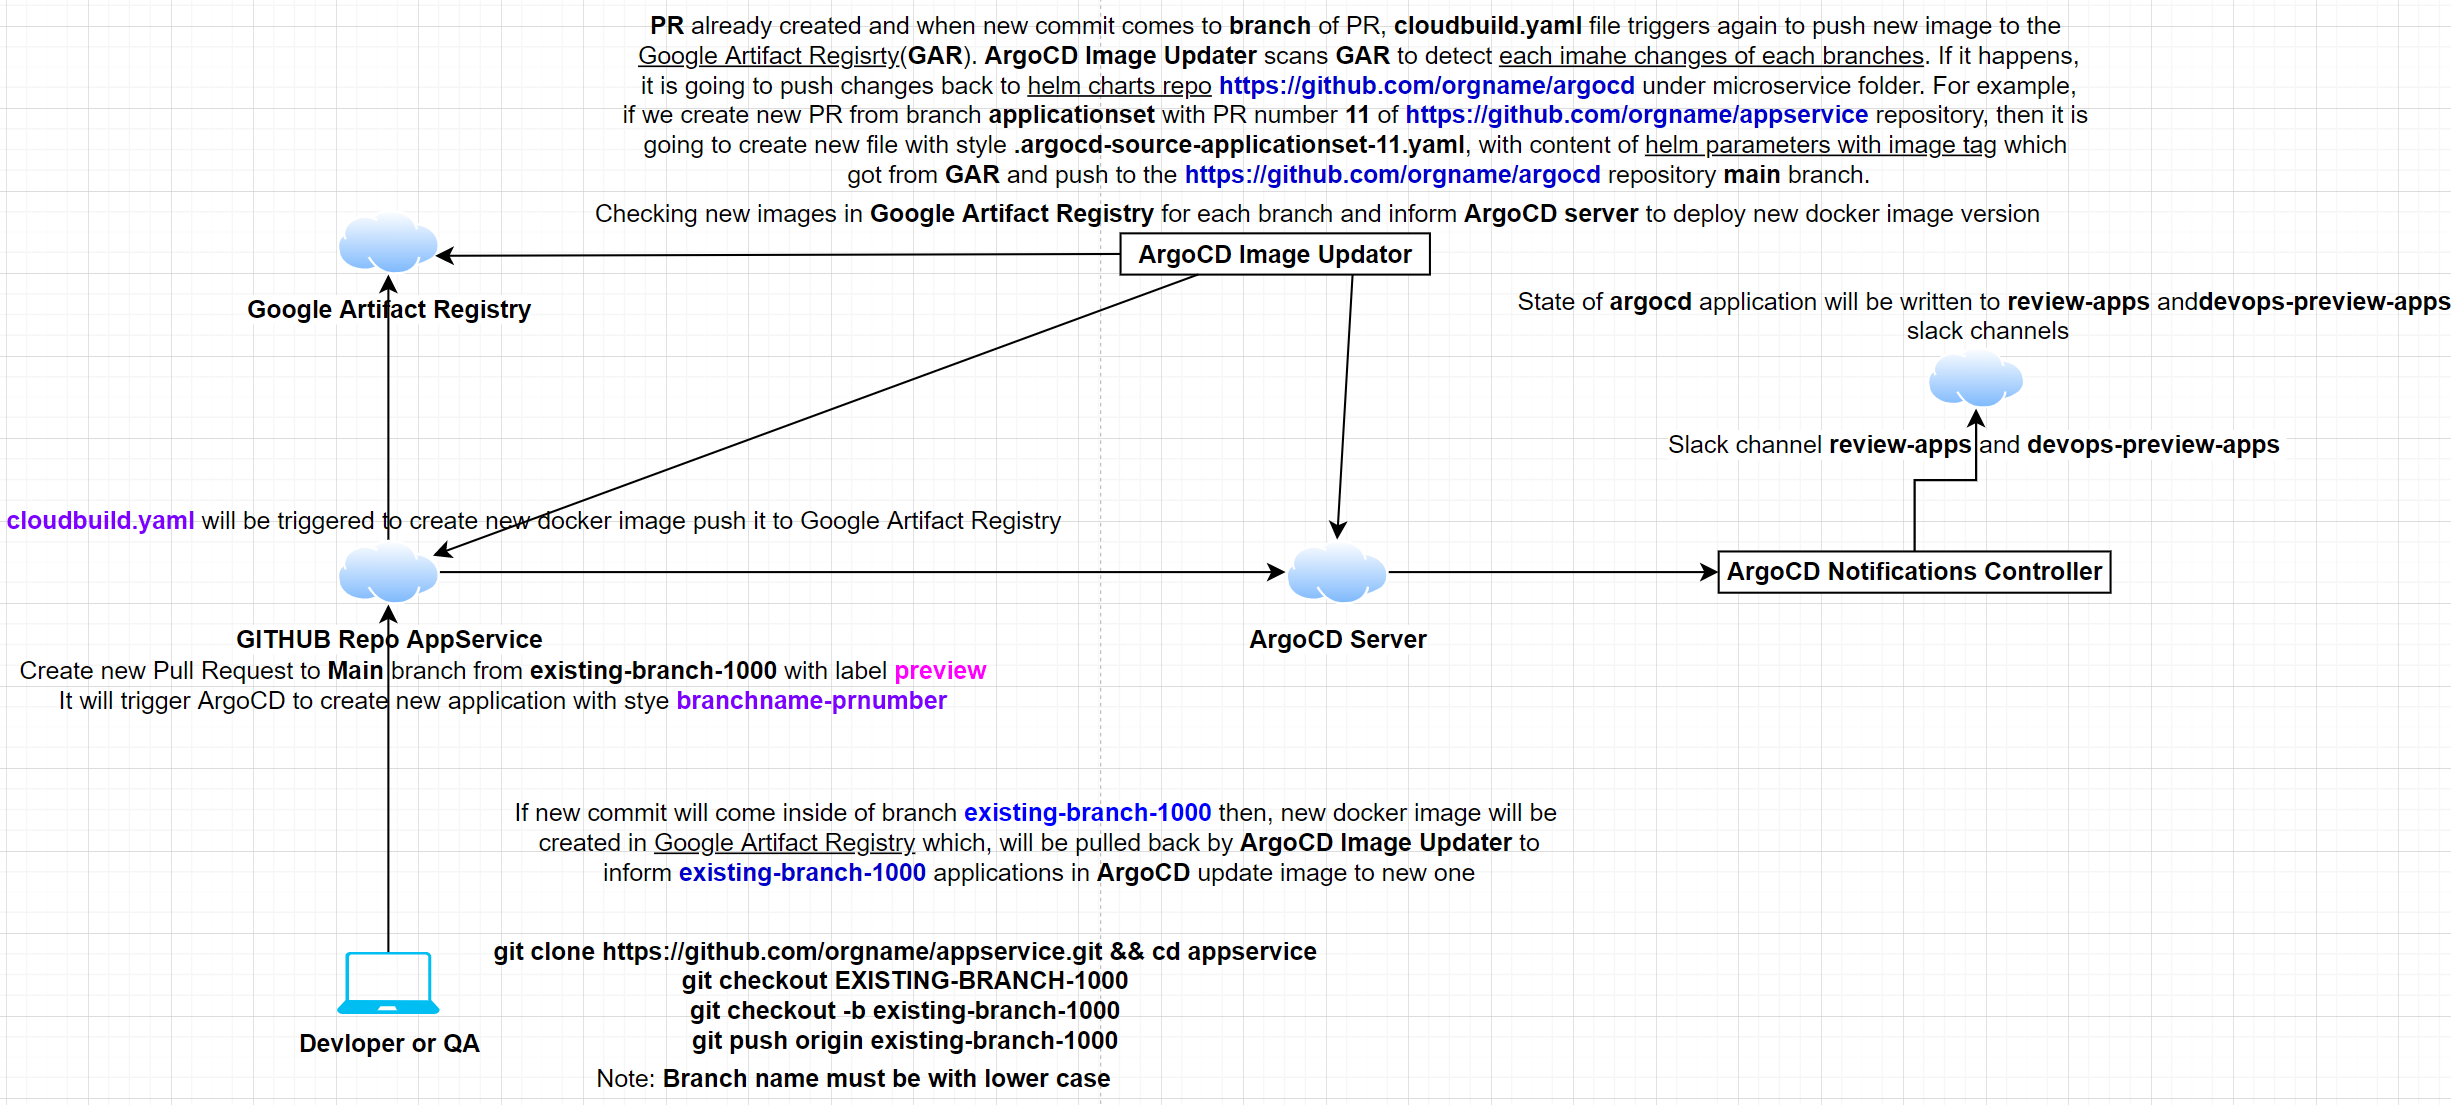 PR already created and when new commit comes to branch of PR, cloudbuild.yaml file triggers again to push new image to the
Google Artifact Regisrty(GAR). ArgoCD Image Updater scans GAR to detect each imahe changes of each branches. If it happens,
it is going to push changes back to helm charts repo https://github.com/orgname/argocd under microservice folder. For example,
if we create new PR from branch applicationset with PR number 11 of https://github.com/orgname/appservice repository, then it is
going to create new file with style .argocd-source-applicationset-11.yaml, with content of helm parameters with image tag which
got from GAR and push to the https://github.com/orgname/argocd repository main branch.
Checking new images in Google Artifact Registry for each branch and inform ArgoCD server to deploy new docker image version
ArgoCD Image Updator
Google Artifact Registry
State of argocd application will be written to review-apps anddevops-preview-apps
slack channels
Slack channel review-apps and devops-preview-apps
cloudbuild.yaml will be triggered to create new docker image push it to Google Artifact Registry
ArgoCD Notifications Controller
GITHUB Repo AppService
ArgoCD Server
Create new Pull Request to Main branch from existing-branch-1000 with label preview
It will trigger ArgoCD to create new application with stye branchname-prnumber
If new commit will come inside of branch existing-branch-1000 then, new docker image will be
created in Google Artifact Registry which, will be pulled back by ArgoCD Image Updater to
inform existing-branch-1000 applications in ArgoCD update image to new one
git clone https://github.com/orgname/appservice.git && cd appservice
git checkout EXISTING-BRANCH-1000
git checkout -b existing-branch-1000
git push origin existing-branch-1000
Devloper or QA
Note: Branch name must be with lower case